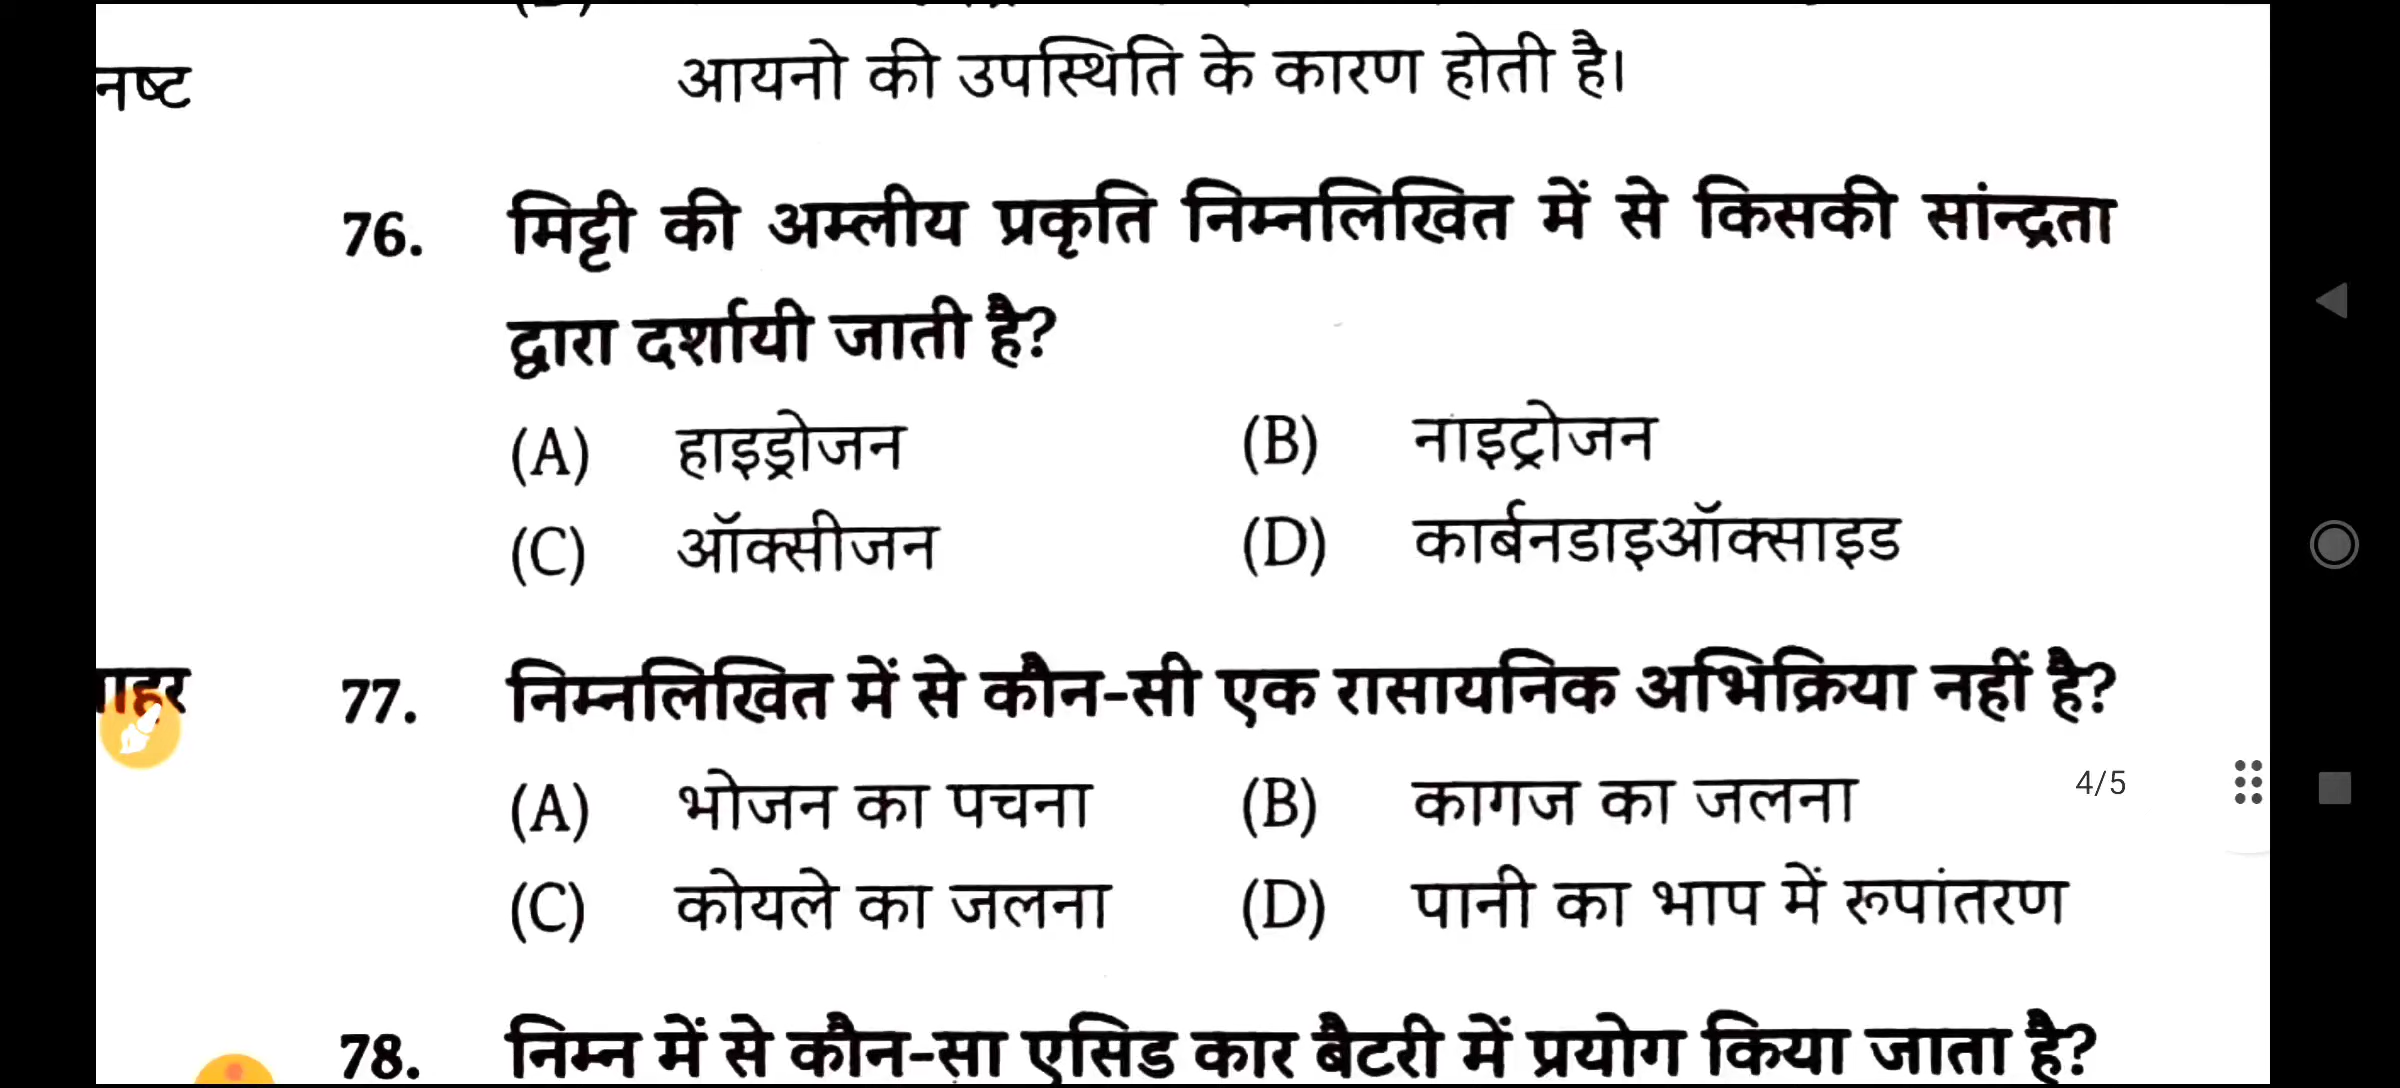 आयनो की उपस्थिति के कारण होती है।
नष्ट
76. मिट्टी की अम्लीय प्रकृति निम्नलिखित में से किसकी सांन्द्रता
द्वारा दर्शायी जाती है?
(A) हाइड्रोजन (B) नाइट्रोजन
(C) ऑक्सीजन (D) कार्बनडाइऑक्साइड
77. निम्नलिखित में से कौन-सी एक रासायनिक अभिक्रिया नहीं है?
(A) भोजन का पचना (B) कागज का जलना
4/5
(C) कोयले का जलना (D) पानी का भाप में रूपांतरण
78. निम्न में से कौन-सा एसिड कार बैटरी में प्रयोग किया जाता है?